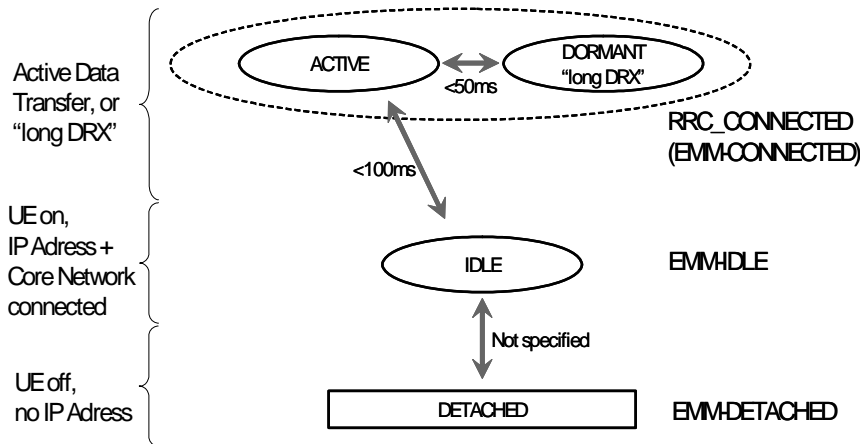 Active Data
Transfer, or
“long DRX”
ACTIVE
DORMANT
“long DRX”
<50ms
RRC_CONNECTED
(EMM-CONNECTED)
<100ms
UE on,
IP Adress +
Core Network
connected
IDLE
EMM-IDLE
Not specified
UE off,
no IP Adress
DETACHED
EMM-DETACHED